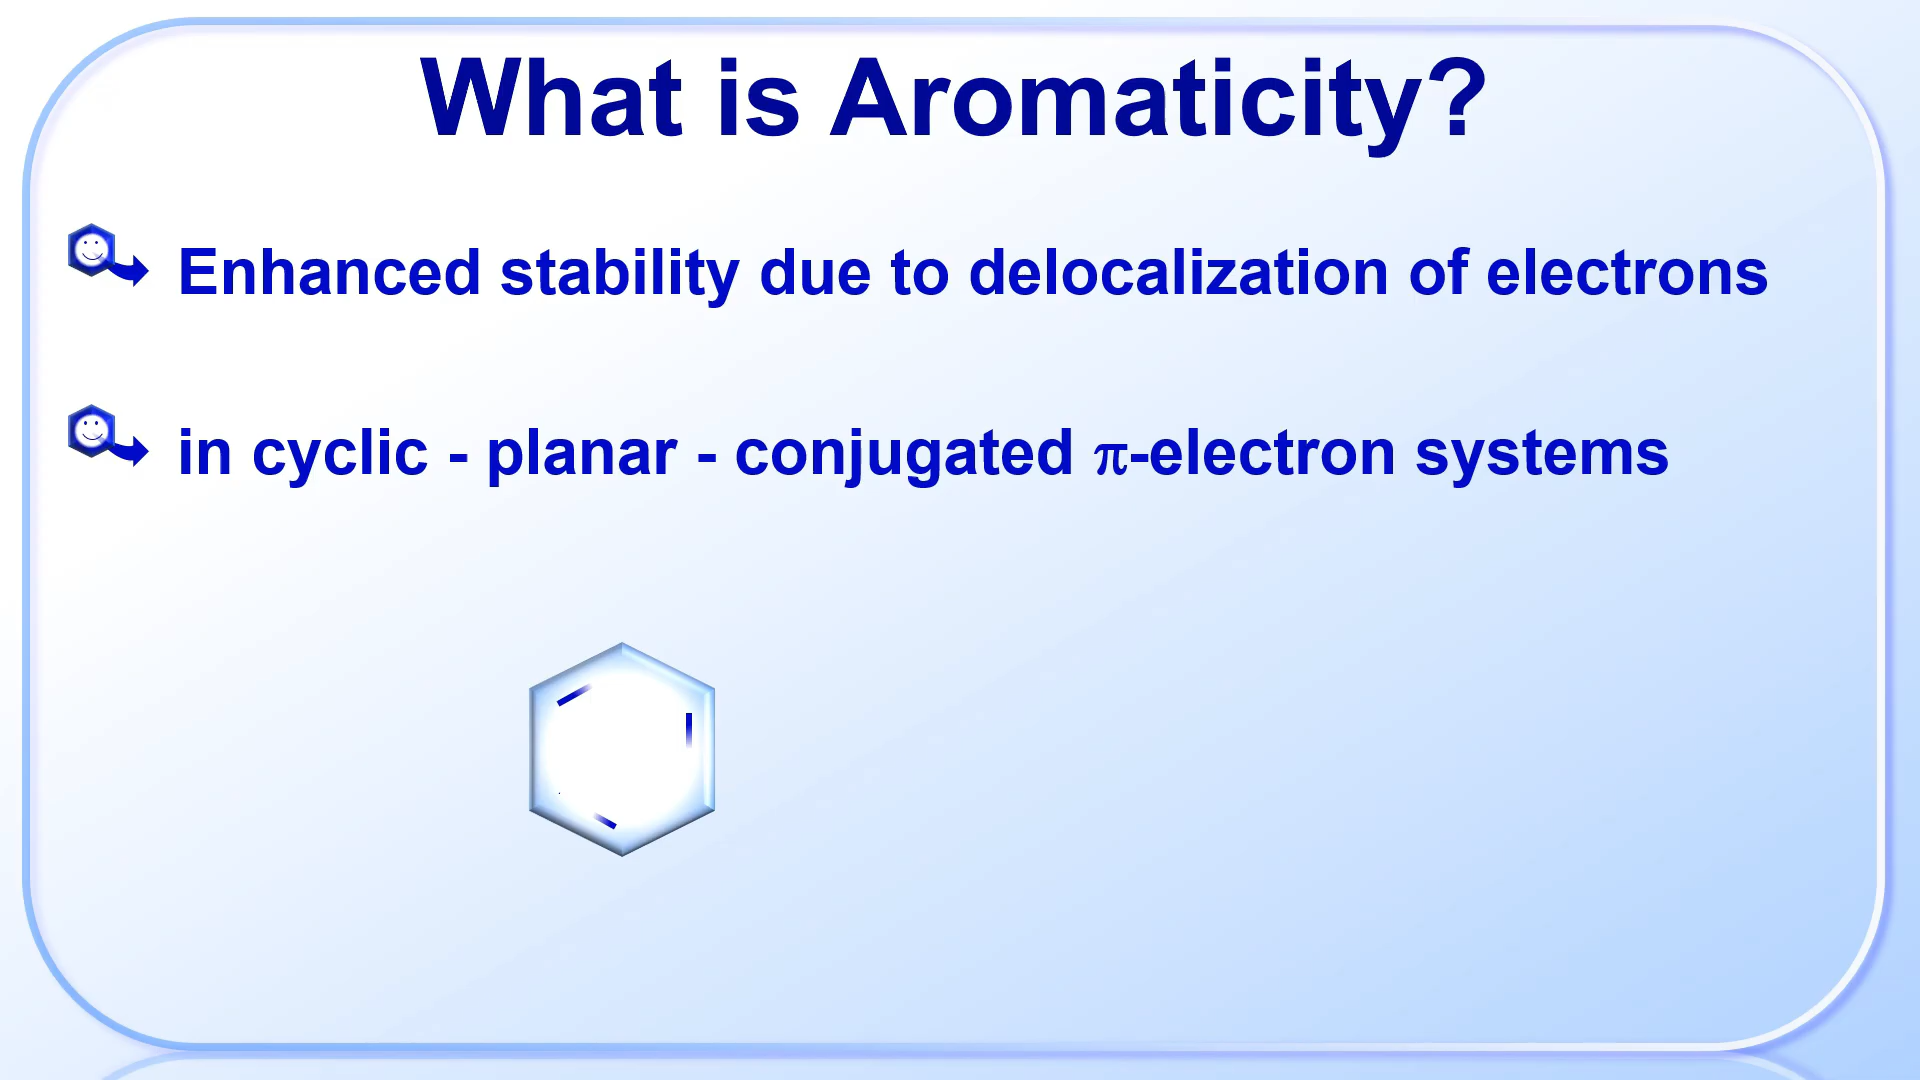 What is Aromaticity?
Enhanced stability due to delocalization of electrons
in cyclic - planar - conjugated π-electron systems